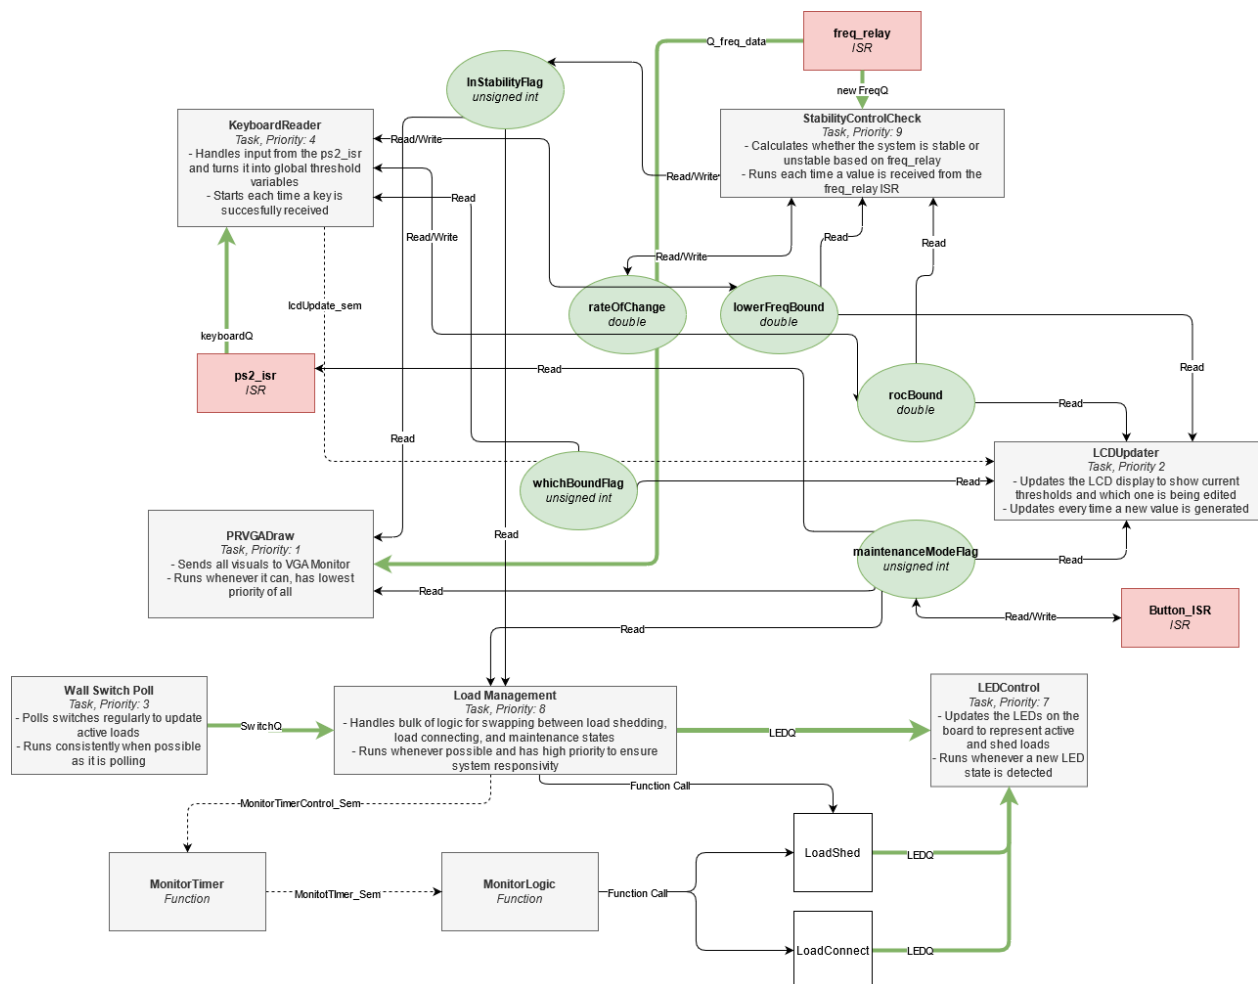 freq_relay
ISR
Q_freq_data
new FreqQ
InStabilityFlag
unsigned int
KeyboardReader
Task, Priority: 4
- Handles input from the ps2_isr
and turns it into global threshold
variables
- Starts each time a key is
succesfully received
StabilityControlCheck
Task, Priority: 9
- Calculates whether the system is stable or
unstable based on freq_relay
- Runs each time a value is received from the
freq_relay ISR
Read/Write
Read/Write
Read
Read/Write
Read
Read
Read/Write
lcdUpdate_sem
rateOfChange
double
lowerFreqBound
double
keyboardQ
ps2_isr
ISR
Read
Read
rocBound
double
Read
Read
LCDUpdater
Task, Priority 2
- Updates the LCD display to show current
thresholds and which one is being edited
- Updates every time a new value is generated
whichBoundFlag
unsigned int
Read
Read
PRVGADraw
Task, Priority: 1
- Sends all visuals to VGA Monitor
- Runs whenever it can, has lowest
priority of all
maintenanceModeFlag
unsigned int
Read
Read
Button_ISR
ISR
Read/Write
Read
Wall Switch Poll
Task, Priority: 3
- Polls switches regularly to update
active loads
- Runs consistently when possible
as it is polling
SwitchQ
Load Management
Task, Priority: 8
- Handles bulk of logic for swapping between load shedding,
load connecting, and maintenance states
- Runs whenever possible and has high priority to ensure
system responsivity
LEDQ
LEDControl
Task, Priority: 7
- Updates the LEDs on the
board to represent active
and shed loads
- Runs whenever a new LED
state is detected
Function Call
MonitorTimerControl_Sem
LoadShed
LEDQ
MonitorTimer
Function
MonitotTImer_Sem
MonitorLogic
Function
Function Call
LoadConnect
LEDQ